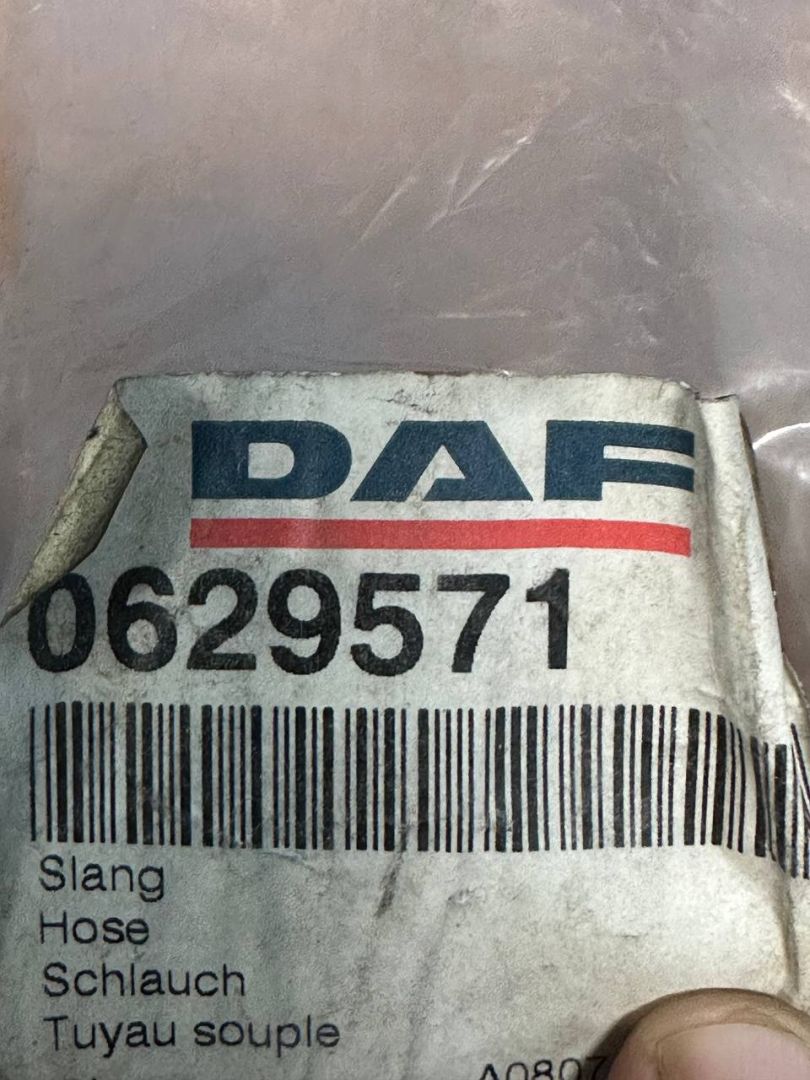 DAF
0629571
Slang
Hose
Schlauch
Tuyau souple